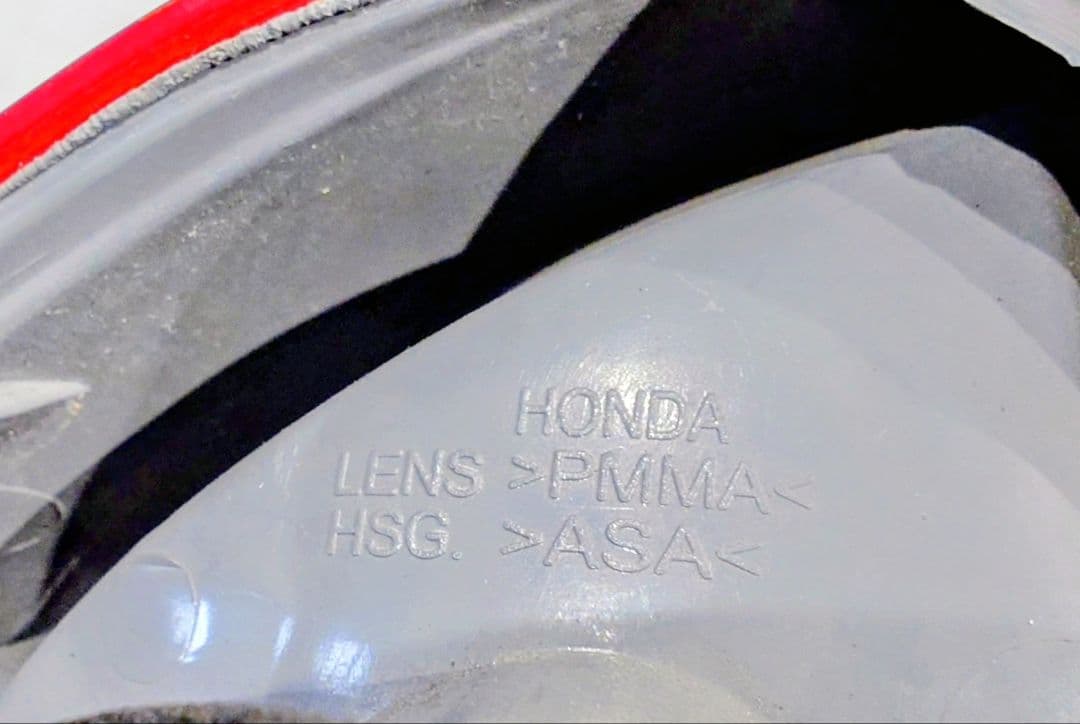 HONDA
LENS >PMMA<
HSG. >ASA<